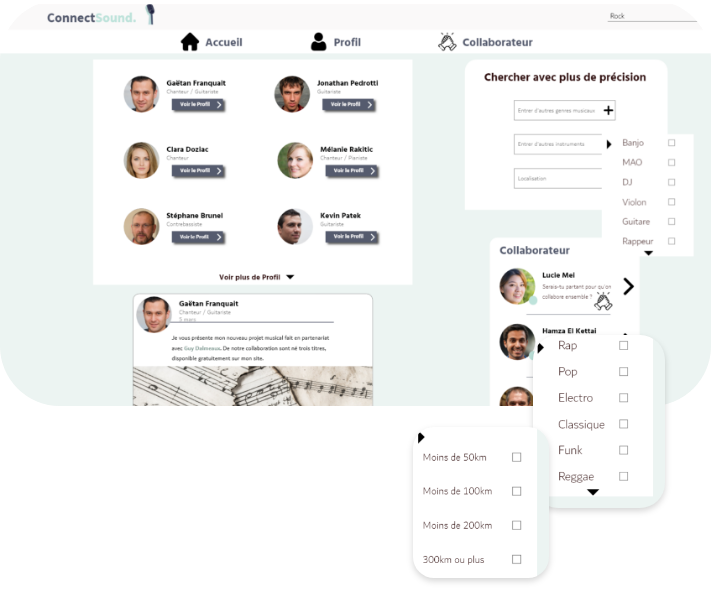 ConnectSound.
Rock
Accueil
Profil
Collaborateur
Gaëtan Franquait
Chanteur / Guitariste
Voir le Profil
Jonathan Pedrotti
Guitariste
Voir le Profil
Clara Doziac
Chanteur
Voir le Profil
Mélanie Rakitic
Chanteur / Pianiste
Voir le Profil
Stéphane Brunel
Contrebassiste
Voir le Profil
Kevin Patek
Guitariste
Voir le Profil
Voir plus de Profil
Gaëtan Franquait
Chanteur / Guitariste
5 mars
Je vous présente mon nouveau projet musical fait en partenariat
avec Guy Delmneux. De notre collaboration sont né trois titres,
disponible gratuitement sur mon site.
Chercher avec plus de précision
Entrer d'autres genres musicaux
Entrer d'autres instruments
Localisation
Banjo
MAO
DJ
Violon
Guitare
Rappeur
Collaborateur
Lucie Mei
Serais-tu partant pour qu'on
collabore ensemble ?
Hamza El Kettai
Rap
Pop
Electro
Classique
Funk
Reggae
Moins de 50km
Moins de 100km
Moins de 200km
300km ou plus